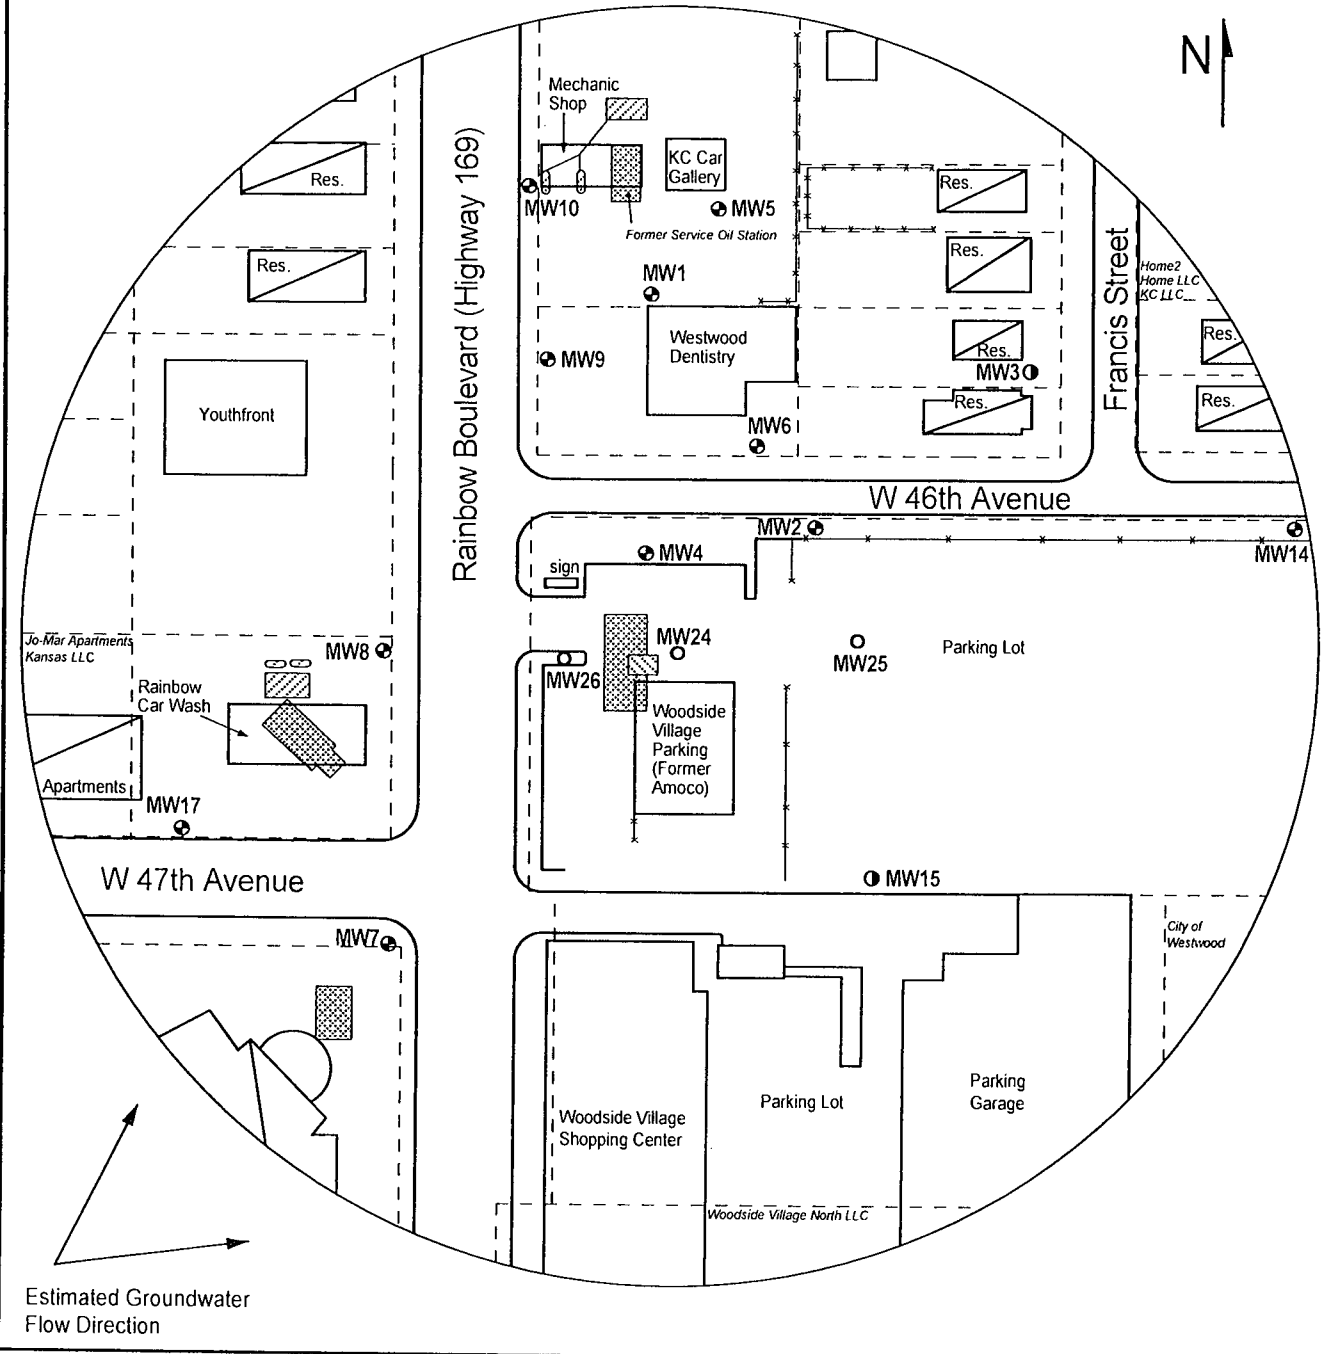 N
Mechanic
Shop
KC Car
Gallery
Res.
Res.
MW10
MW5
Former Service Oil Station
Res.
Res.
MW1
Home2
Home LLC
KC LLC
Rainbow Boulevard (Highway 169)
Francis Street
Westwood
Dentistry
MW9
Res.
Res.
MW3
Youthfront
Res.
Res.
MW6
W 46th Avenue
MW2
MW14
MW4
sign
Jo-Mar Apartments
Kansas LLC
MW8
MW24
MW25
Parking Lot
MW26
Rainbow
Car Wash
Woodside
Village
Parking
(Former
Amoco)
Apartments
MW17
W 47th Avenue
MW15
MW7
City of
Westwood
Parking
Garage
Parking Lot
Woodside Village
Shopping Center
Woodside Village North LLC
Estimated Groundwater
Flow Direction